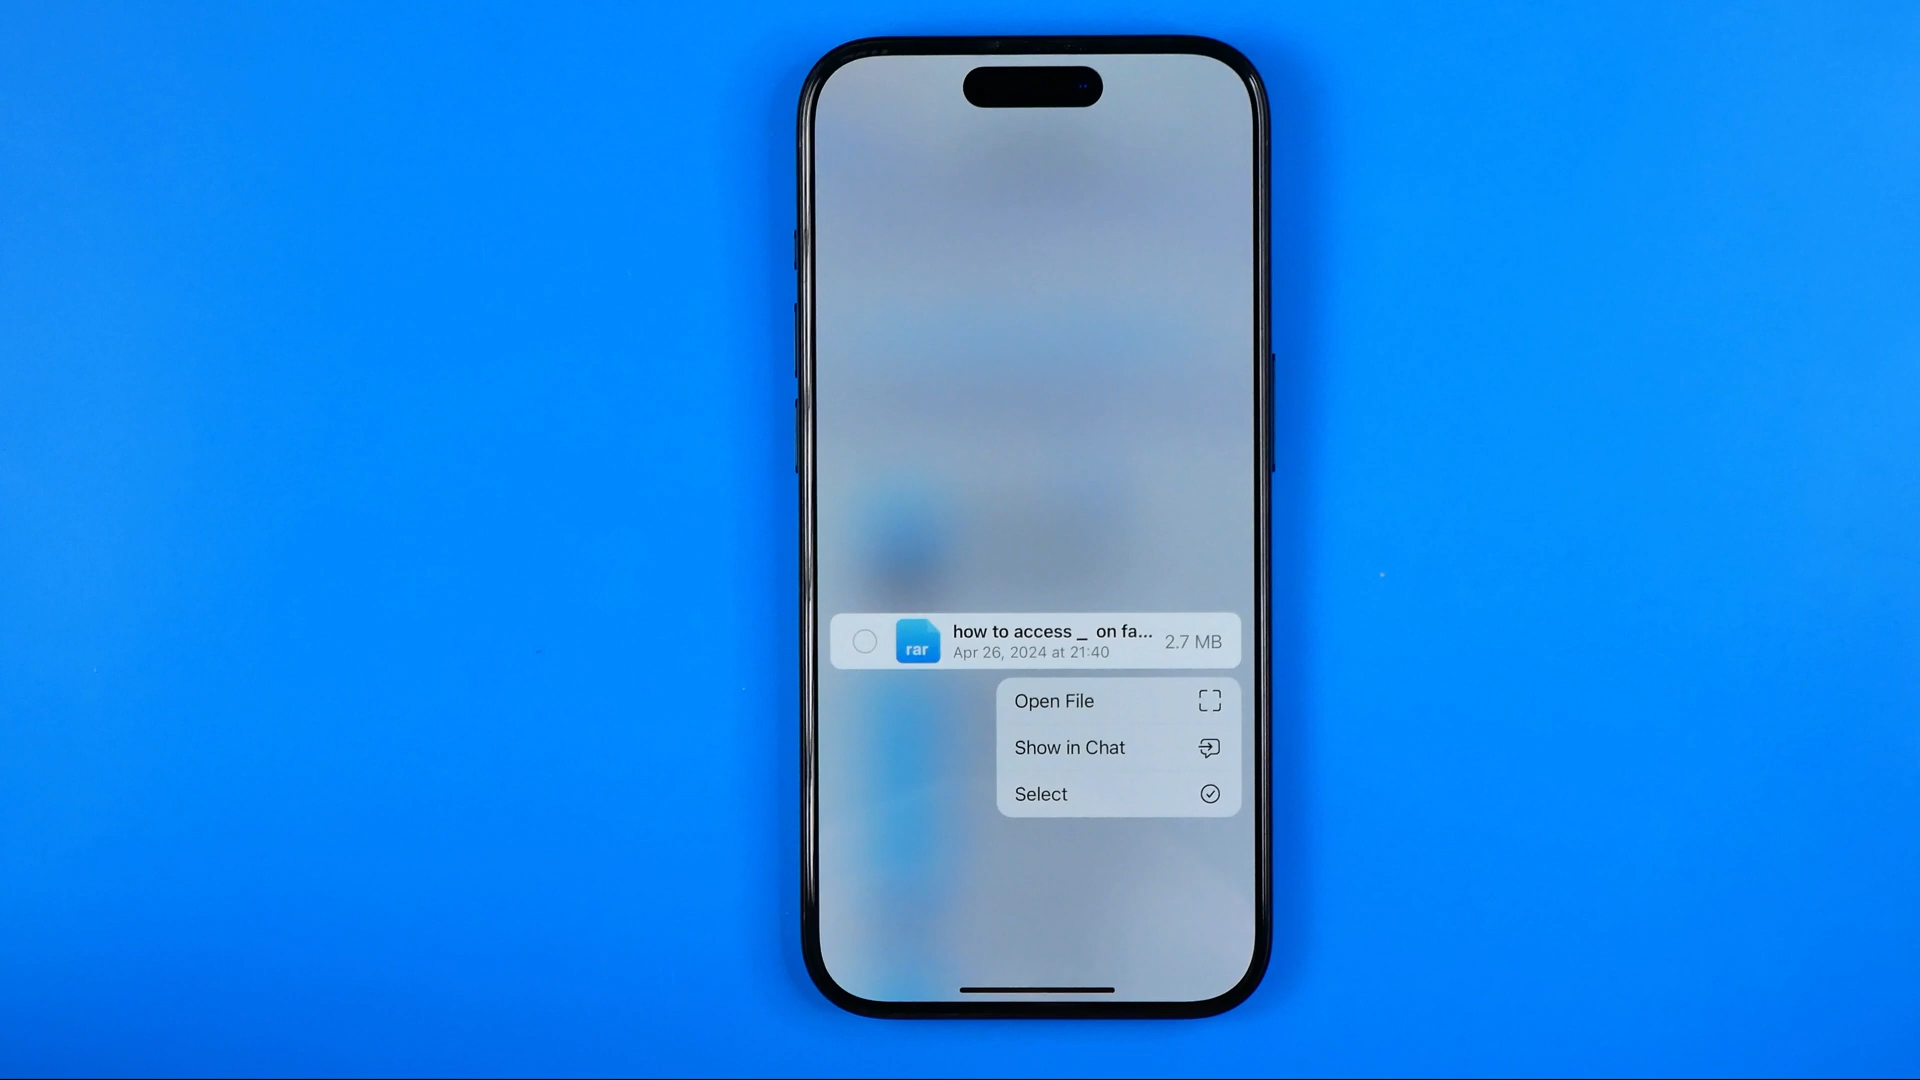 how to access _ on fa...
2.7 MB
rar
Apr 26, 2024 at 21:40
Open File
Show in Chat
Select